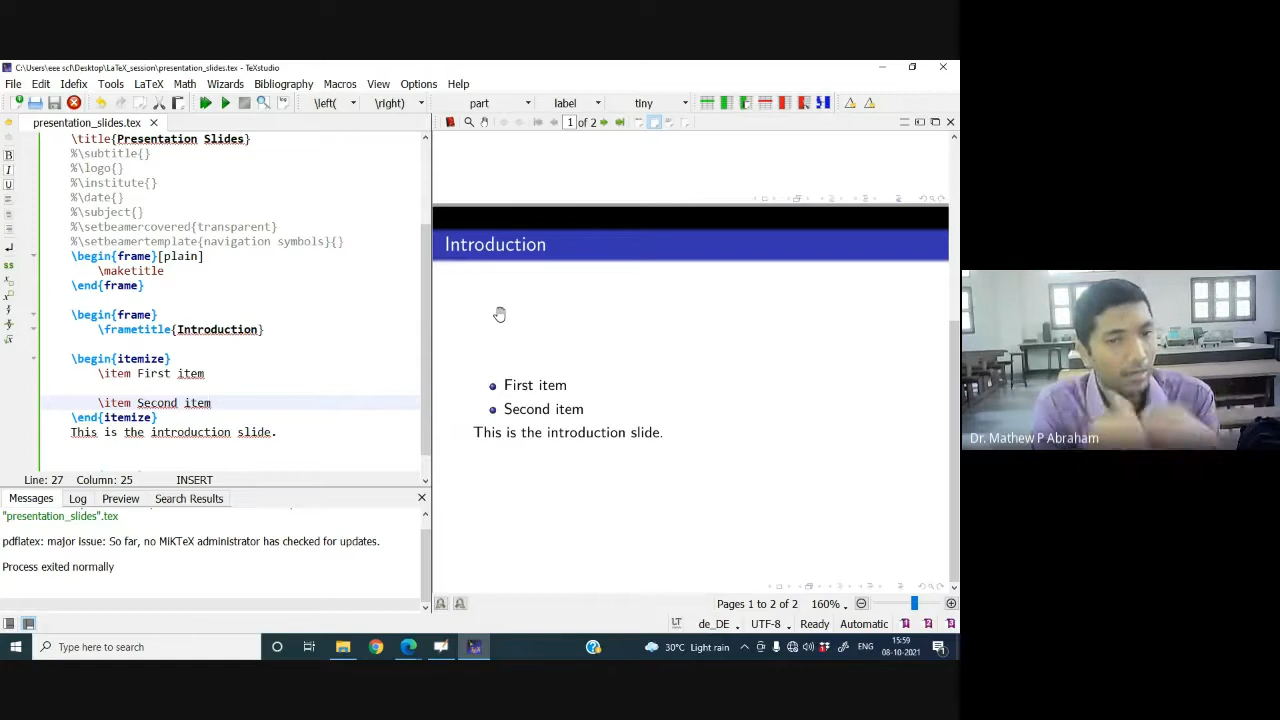 C:\Users\eee scl\Desktop\LaTeX_session\presentation_slides.tex - TeXstudio
File Edit Idefix Tools LaTeX Math Wizards Bibliography Macros View Options Help
\left( \right) part label tiny
presentation_slides.tex
1 of 2
\title{Presentation Slides}
%\subtitle{}
%\logo{}
%\institute{}
%\date{}
%\subject{}
%\setbeamercovered{transparent}
%\setbeamertemplate{navigation symbols}{}
\begin{frame}[plain]
\maketitle
\end{frame}
\begin{frame}
\frametitle{Introduction}
\begin{itemize}
\item First item
\item Second item
\end{itemize}
This is the introduction slide.
Line: 27 Column: 25 INSERT
Messages Log Preview Search Results
"presentation_slides".tex
pdflatex: major issue: So far, no MiKTeX administrator has checked for updates.
Process exited normally
Introduction
First item
Second item
This is the introduction slide.
Pages 1 to 2 of 2 160%
LT de_DE UTF-8 Ready Automatic
Type here to search
30°C Light rain
ENG
15:59
08-10-2021
Dr. Mathew P Abraham